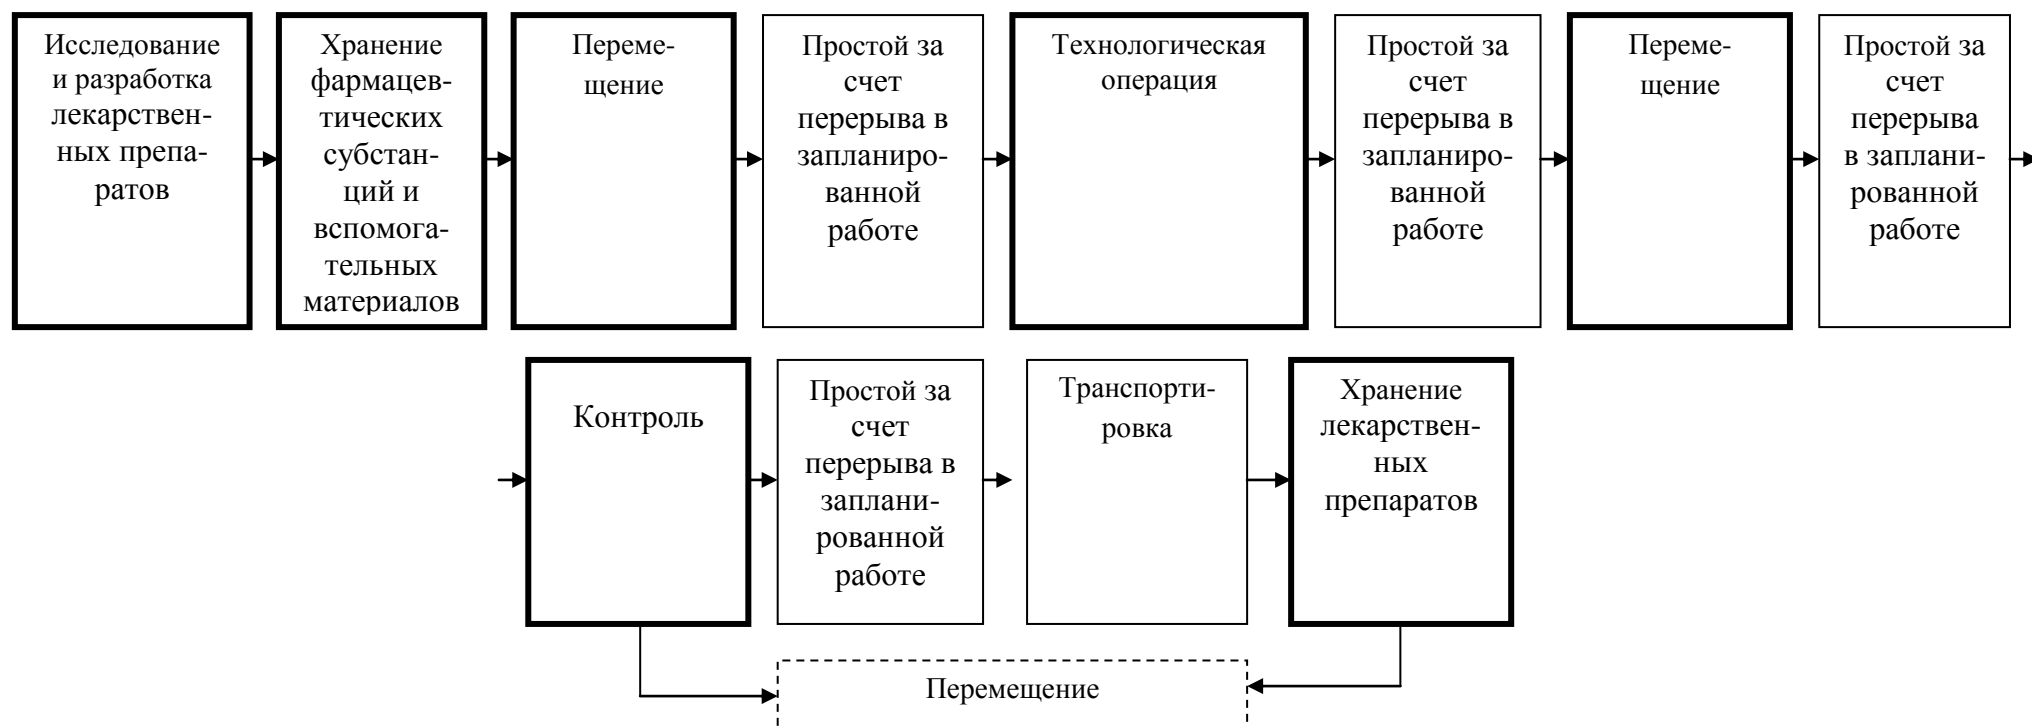 Исследование
и разработка
лекарствен-
ных препа-
ратов
Хранение
фармацев-
тических
субстан-
ций и
вспомога-
тельных
материалов
Переме-
щение
Простой за
счет
перерыва в
запланиро-
ванной
работе
Технологическая
операция
Простой за
счет
перерыва в
запланиро-
ванной
работе
Переме-
щение
Простой за
счет
перерыва
в заплани-
рованной
работе
Контроль
Простой за
счет
перерыва в
заплани-
рованной
работе
Транспорти-
ровка
Хранение
лекарствен-
ных
препаратов
Перемещение